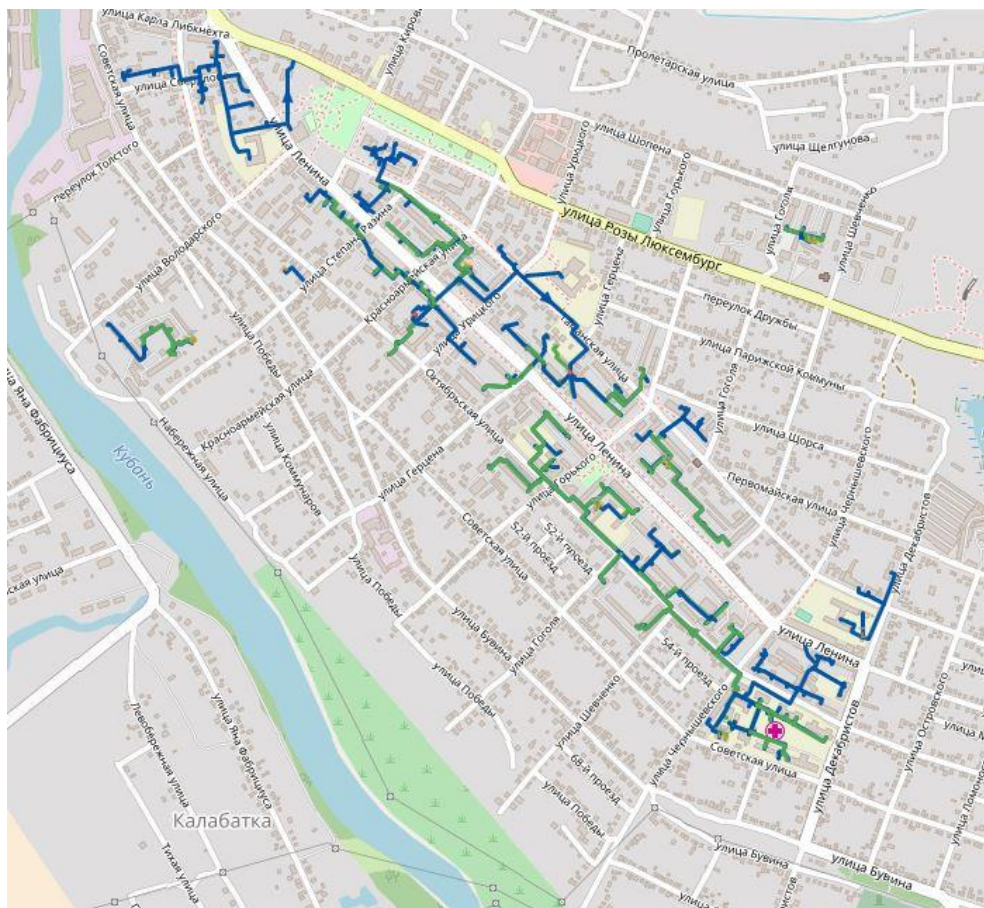 улица Карла Либкнехта
улица Кирова
Советская улица
Пролетарская улица
улица Ленина
улица Шопена
улица Щелгунова
переулок Толстого
улица Урицкого
улица Горького
улица Гоголя
улица Шевченко
улица Розы Люксембург
улица Володарского
улица Степана Разина
Красноармейская улица
улица Герцена
переулок Дружбы
улица Урицкого
улица Победы
улица Парижской Коммуны
Октябрьская улица
улица Гоголя
Красноармейская улица
улица Ленина
улица Щорса
Набережная улица
улица Коммунаров
Кубань
улица Герцена
улица Горького
Первомайская улица
улица Чернышевского
улица Декабристов
52-й проезд
52-й проезд
Советская улица
улица Победы
улица Бувина
улица Гоголя
улица Ленина
54-й проезд
улица Победы
улица Шевченко
улица Островского
улица Яна Фабрициуса
Левобережная улица
улица Чернышевского
Советская улица
улица Декабристов
68-й проезд
улица Победы
Калабатка
Тихая улица
улица Бувина
улица Бувина